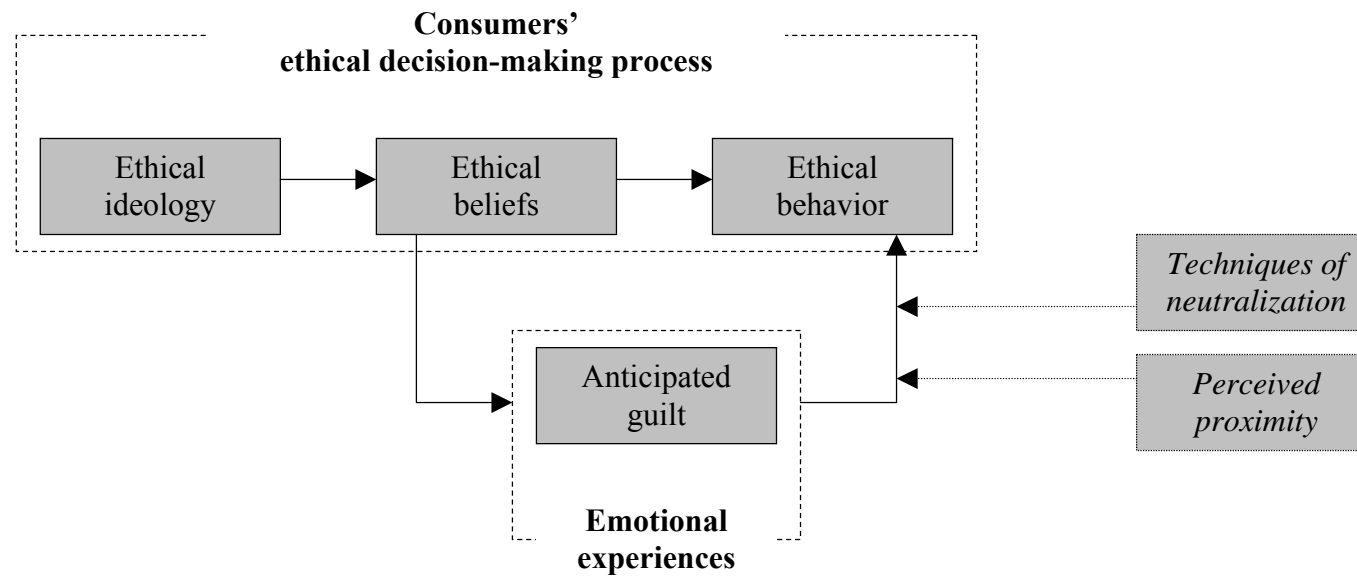 Consumers’
ethical decision-making process
Ethical
ideology
Ethical
beliefs
Ethical
behavior
Techniques of
neutralization
Anticipated
guilt
Perceived
proximity
Emotional
experiences